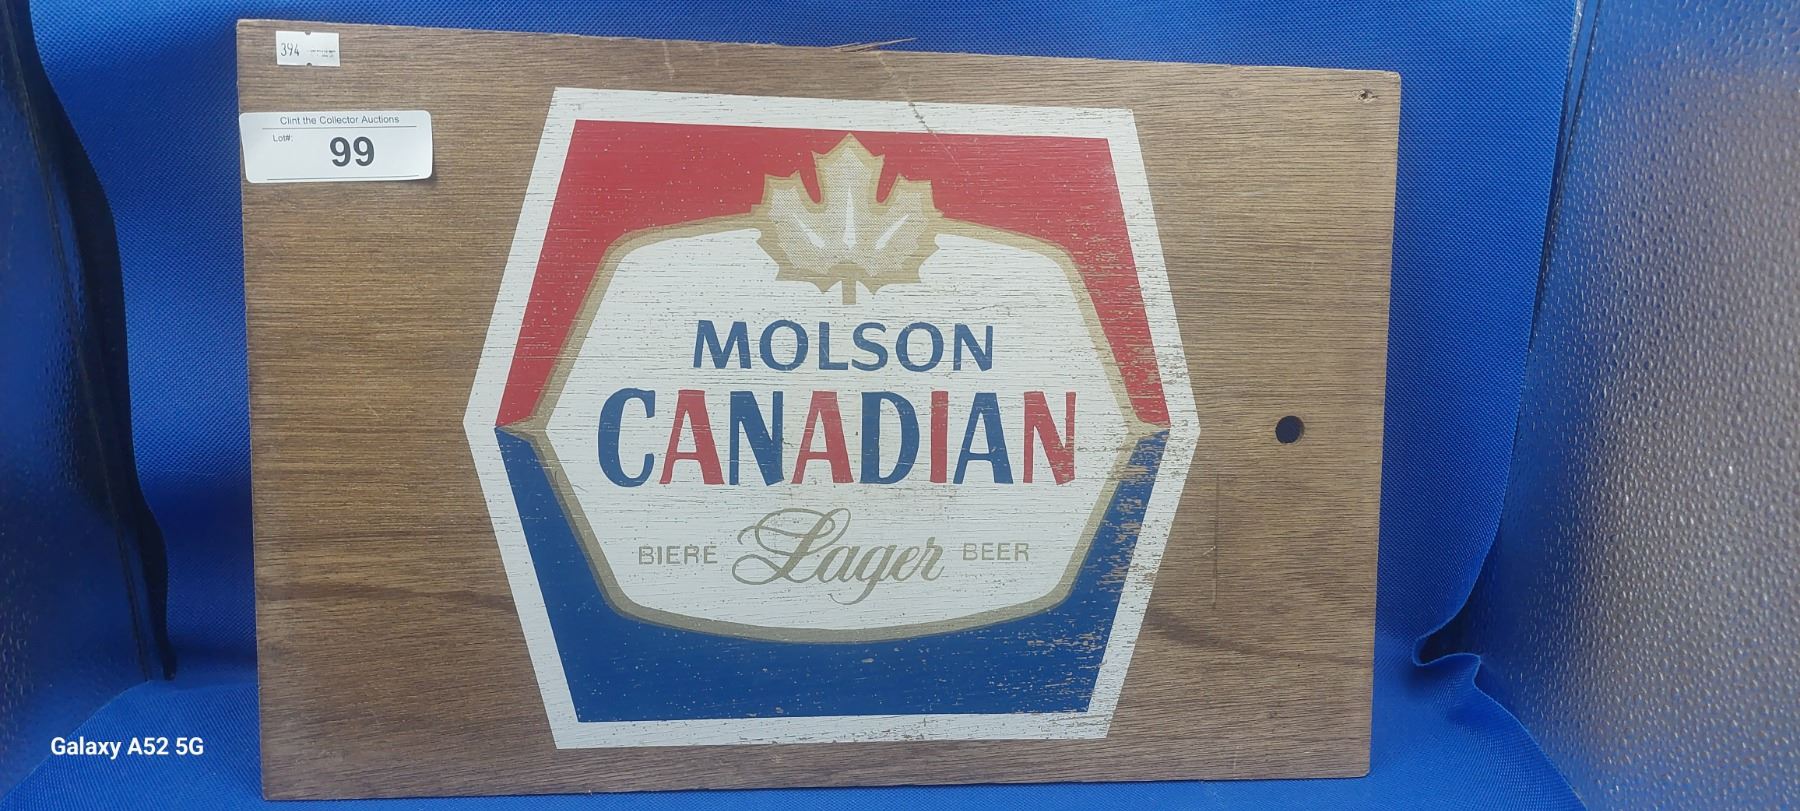 394
Clint the Collector Auctions
Lot#:
99
MOLSON
CANADIAN
BIERE Lager BEER
Galaxy A52 5G